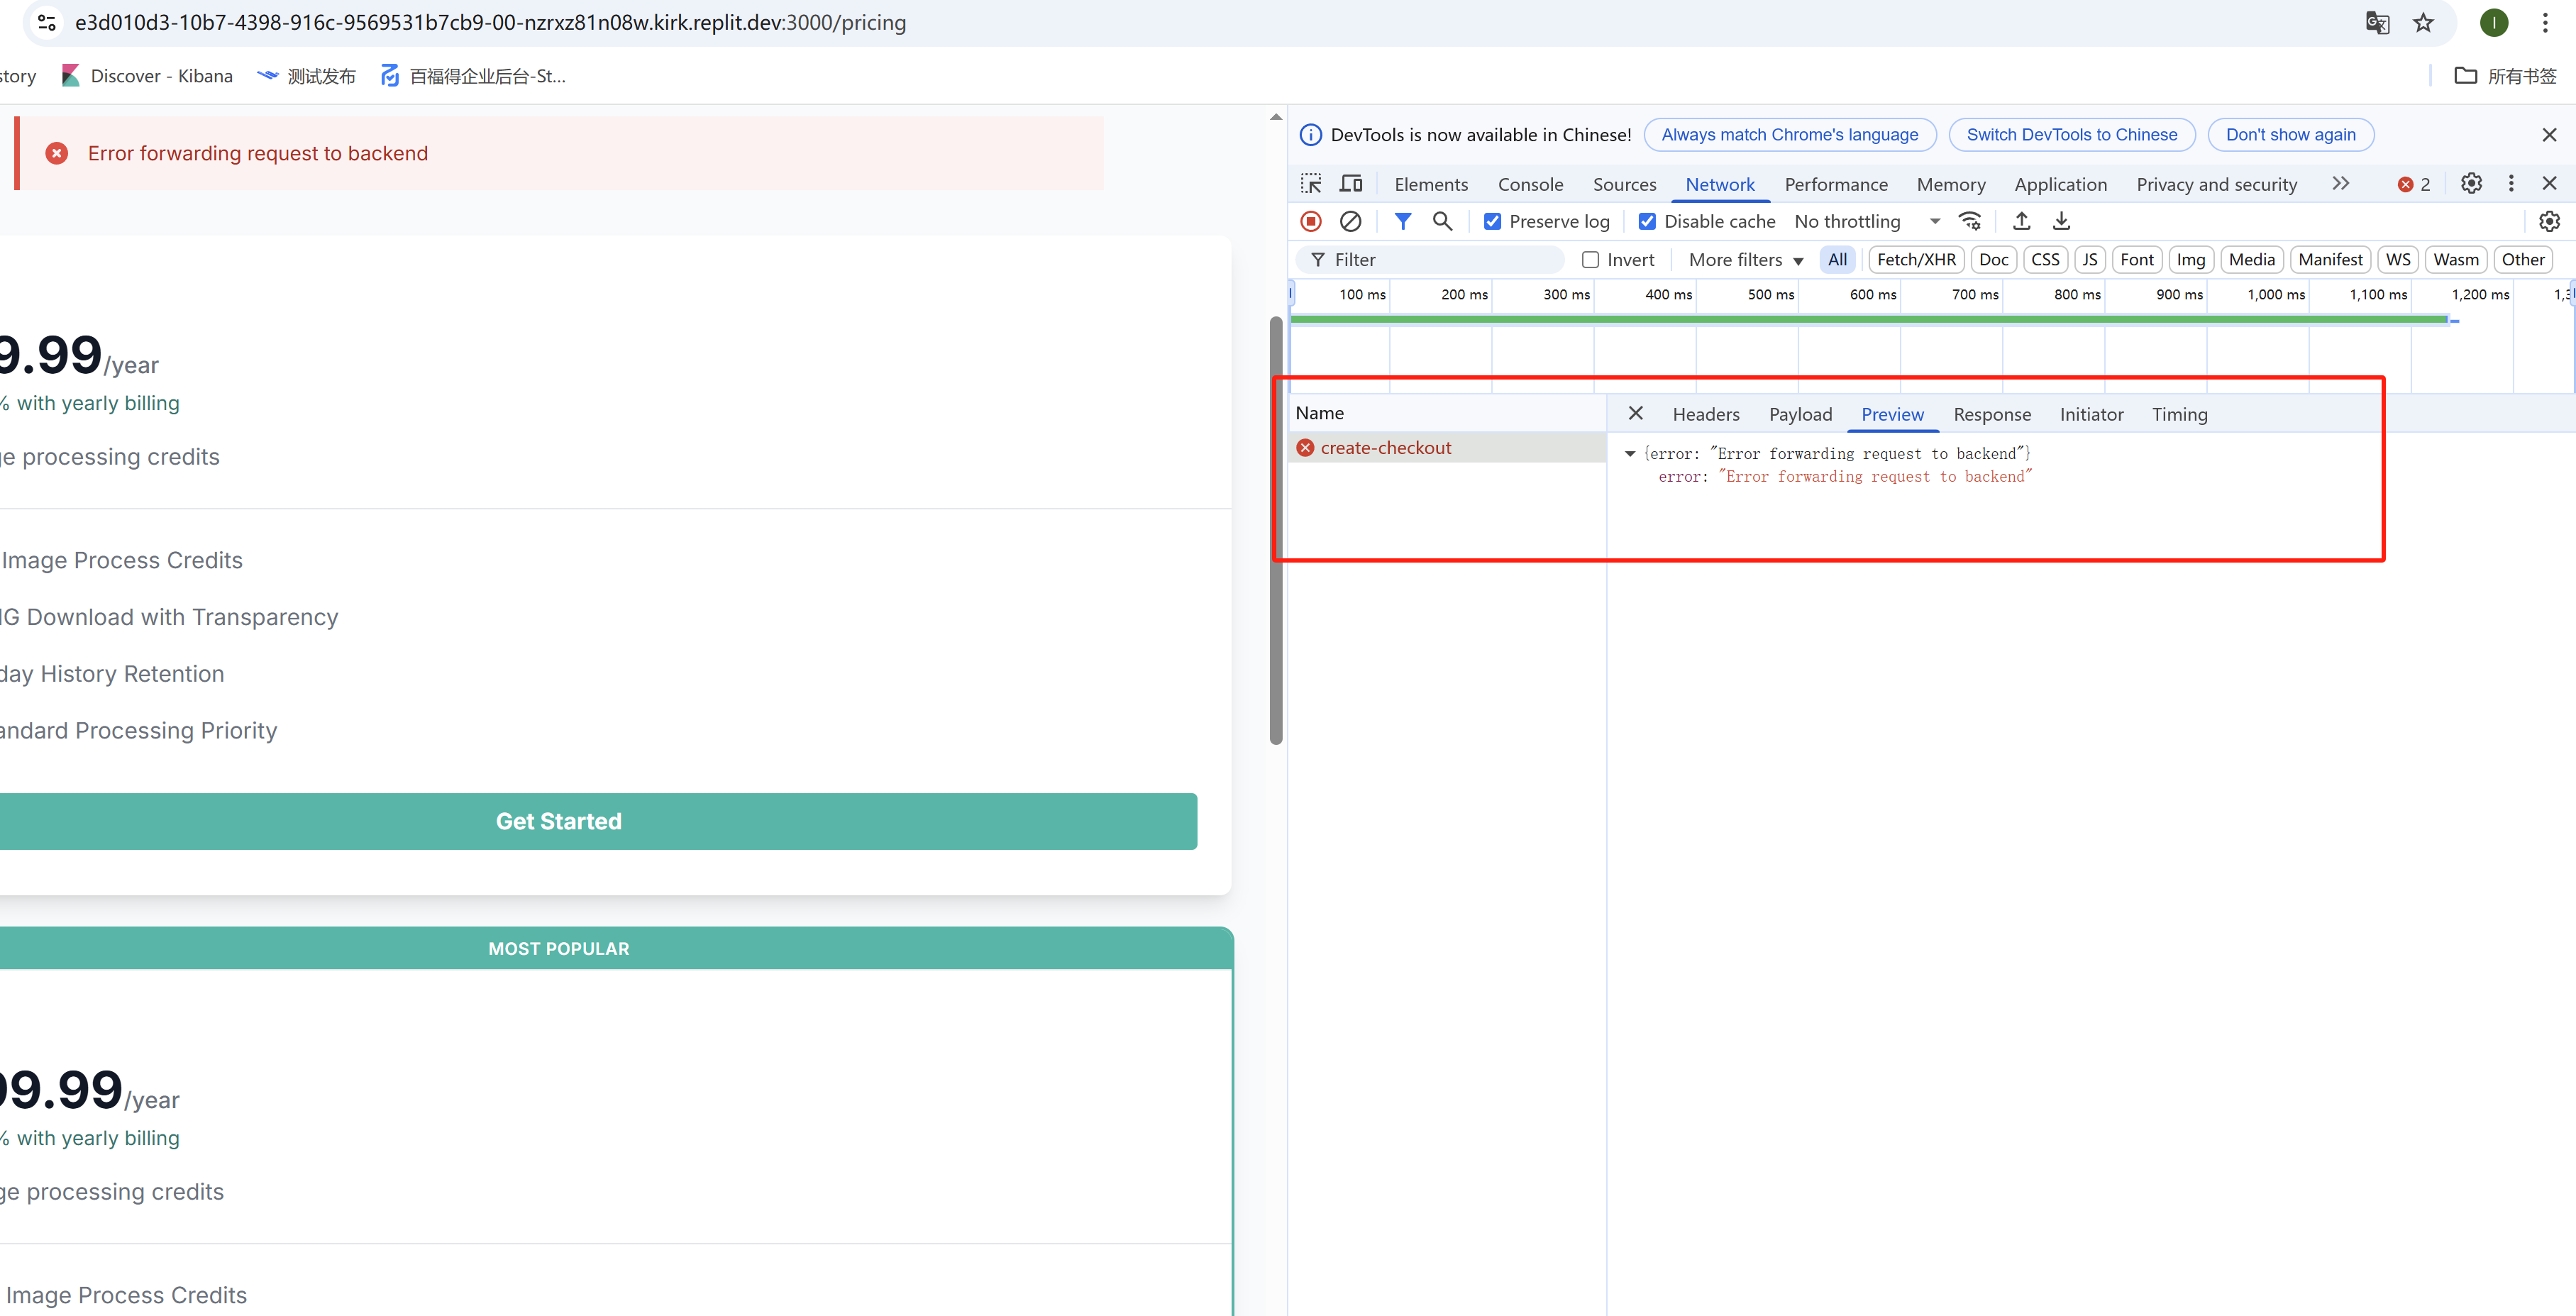 e3d010d3-10b7-4398-916c-9569531b7cb9-00-nzrxz81n08w.kirk.replit.dev:3000/pricing
I
story Discover - Kibana 测试发布 百福得企业后台-St... 所有书签
Error forwarding request to backend
9.99/year
% with yearly billing
ge processing credits
Image Process Credits
NG Download with Transparency
day History Retention
andard Processing Priority
Get Started
MOST POPULAR
99.99/year
% with yearly billing
ge processing credits
Image Process Credits
DevTools is now available in Chinese! Always match Chrome's language Switch DevTools to Chinese Don't show again
Elements Console Sources Network Performance Memory Application Privacy and security 2
Preserve log Disable cache No throttling
Filter Invert More filters All Fetch/XHR Doc CSS JS Font Img Media Manifest WS Wasm Other
100 ms 200 ms 300 ms 400 ms 500 ms 600 ms 700 ms 800 ms 900 ms 1,000 ms 1,100 ms 1,200 ms 1,3
Name Headers Payload Preview Response Initiator Timing
create-checkout
{error: "Error forwarding request to backend"}
error: "Error forwarding request to backend"